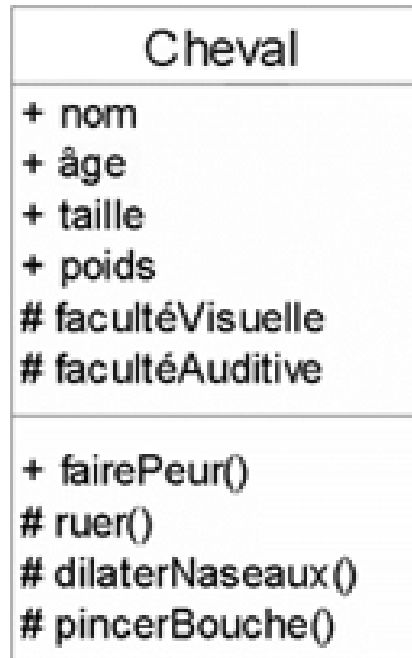 Cheval
+ nom
+ âge
+ taille
+ poids
# facultéVisuelle
# facultéAuditive
+ fairePeur()
# ruer()
# dilaterNaseaux()
# pincerBouche()